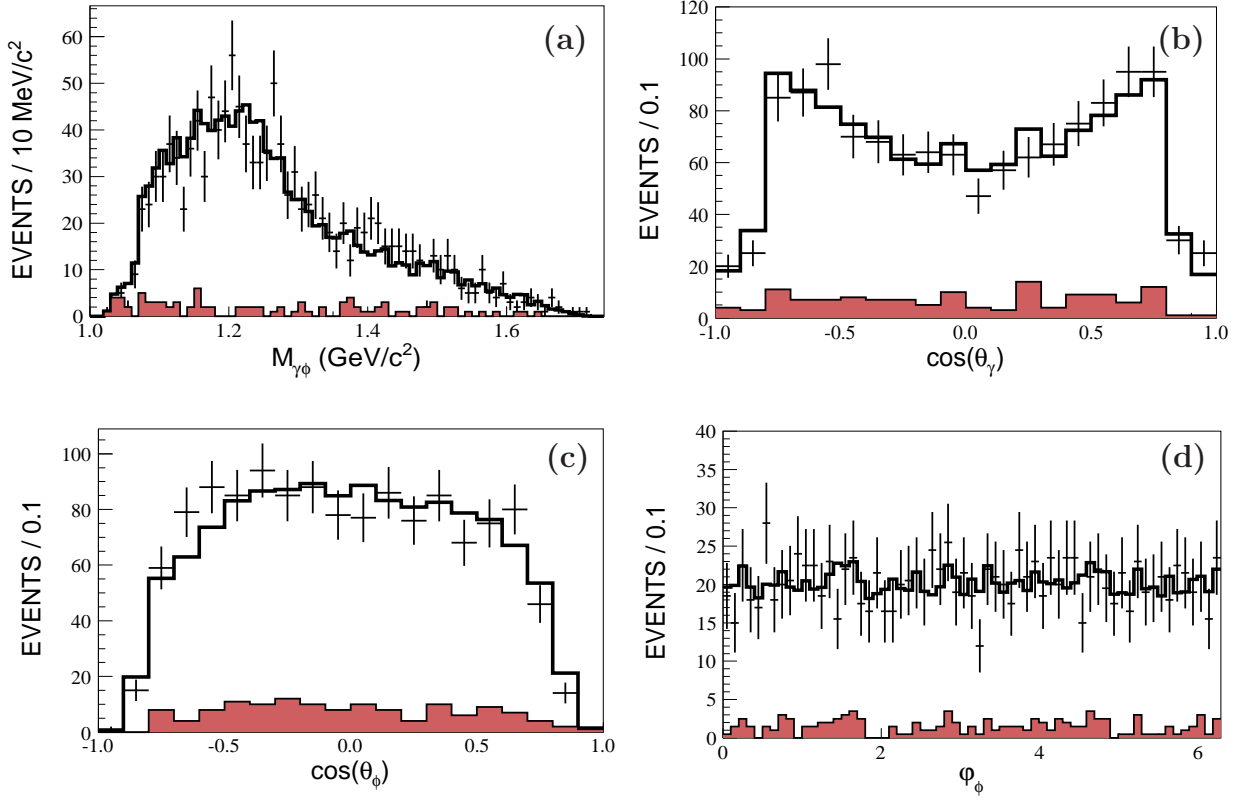 (a)
EVENTS / 10 MeV/c²
60
50
40
30
20
10
0
1.0 1.2 1.4 1.6
M_γϕ (GeV/c²)
(b)
EVENTS / 0.1
120
100
80
60
40
20
0
-1.0 -0.5 0.0 0.5 1.0
cos(θ_γ)
(c)
EVENTS / 0.1
100
80
60
40
20
0
-1.0 -0.5 0.0 0.5 1.0
cos(θ_ϕ)
(d)
EVENTS / 0.1
40
35
30
25
20
15
10
5
0
0 2 4 6
φ_ϕ